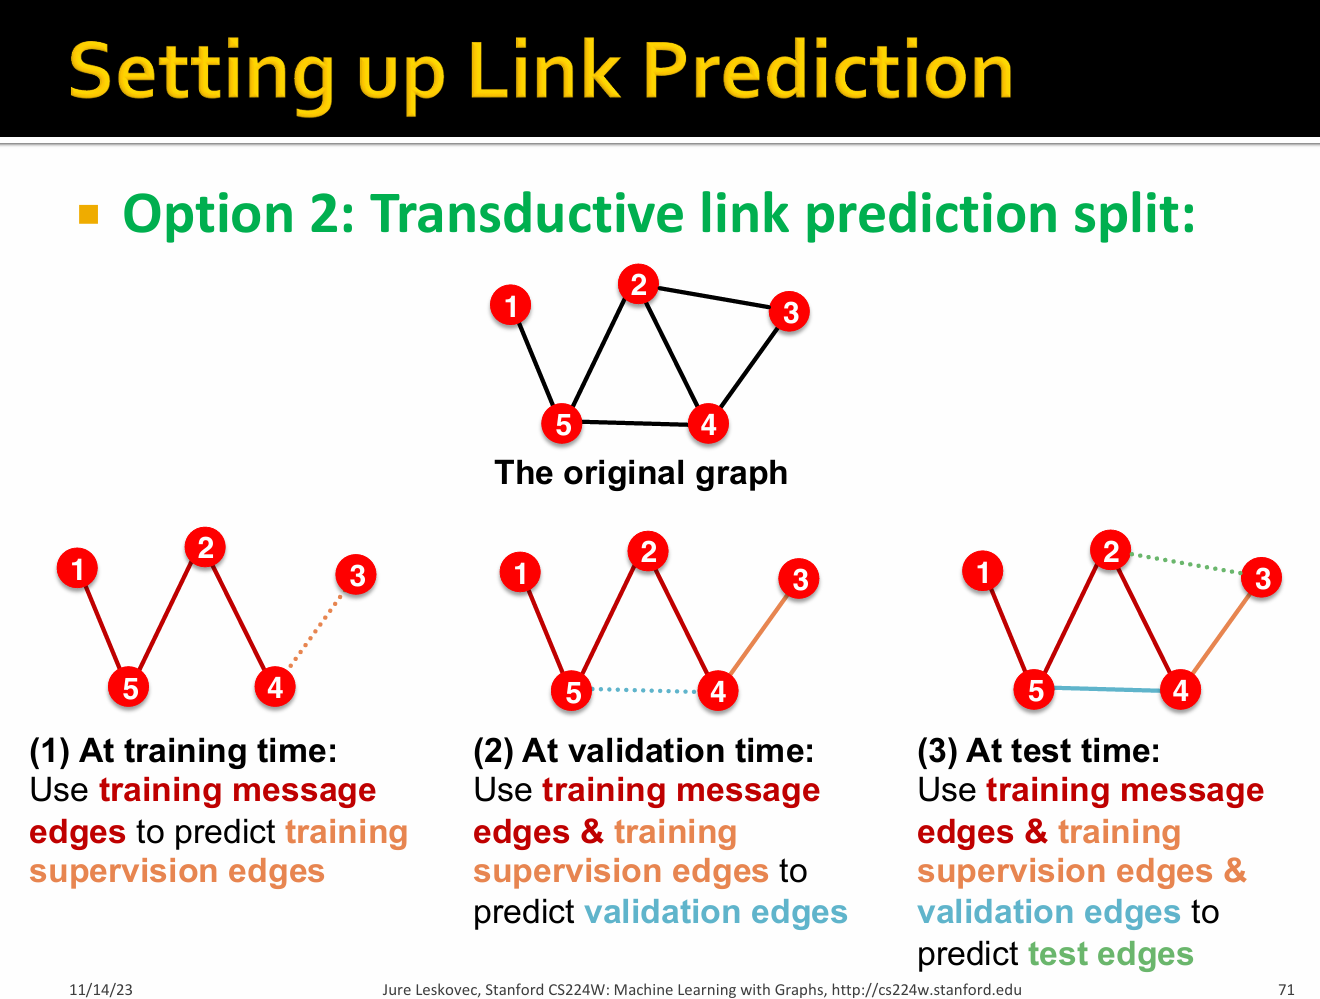 Setting up Link Prediction
Option 2: Transductive link prediction split:
1
2
3
5
4
The original graph
1
2
3
5
4
(1) At training time:
Use training message
edges to predict training
supervision edges
1
2
3
5
4
(2) At validation time:
Use training message
edges & training
supervision edges to
predict validation edges
1
2
3
5
4
(3) At test time:
Use training message
edges & training
supervision edges &
validation edges to
predict test edges
11/14/23
Jure Leskovec, Stanford CS224W: Machine Learning with Graphs, http://cs224w.stanford.edu
71